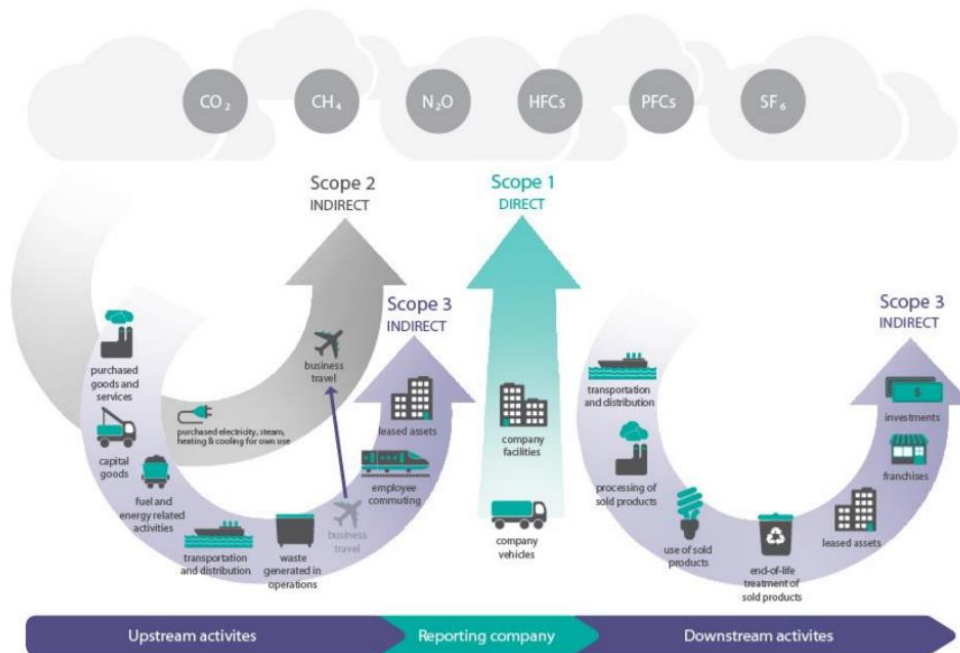 CO₂
CH₄
N₂O
HFCs
PFCs
SF₆
Scope 2
INDIRECT
Scope 1
DIRECT
Scope 3
INDIRECT
Scope 3
INDIRECT
purchased
goods and
services
capital
goods
fuel and
energy related
activities
purchased electricity, steam,
heating & cooling for own use
business
travel
transportation
and distribution
waste
generated in
operations
business
travel
employee
commuting
leased assets
company
facilities
company
vehicles
transportation
and distribution
processing of
sold products
use of sold
products
end-of-life
treatment of
sold products
leased assets
franchises
investments
$
Upstream activites
Reporting company
Downstream activites